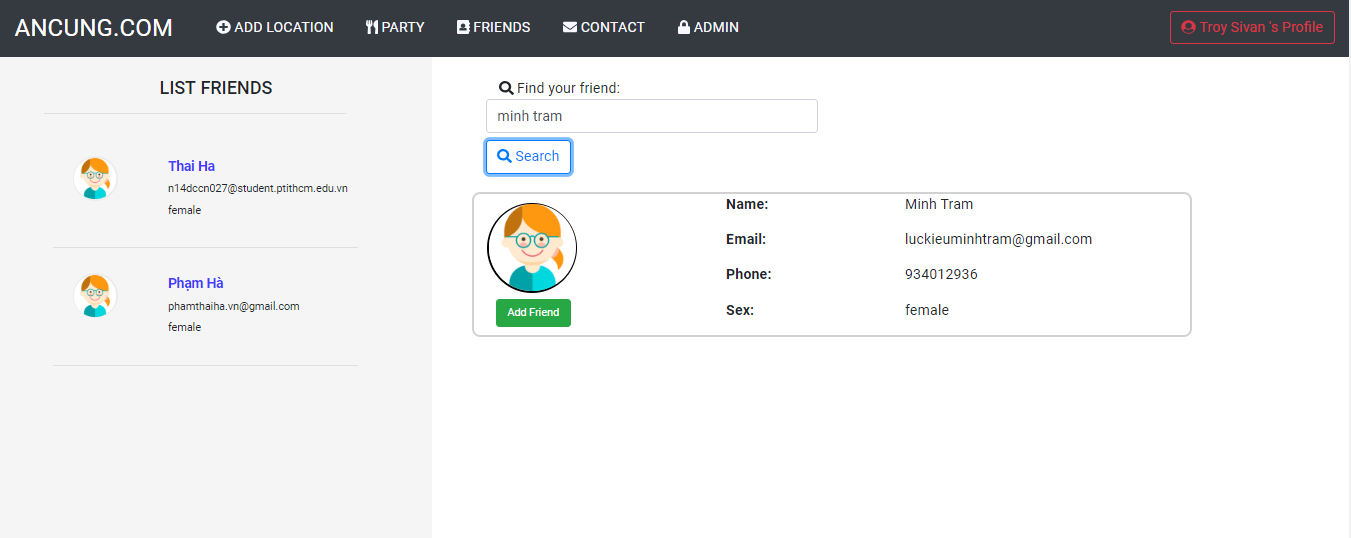 ANCUNG.COM ADD LOCATION PARTY FRIENDS CONTACT ADMIN Troy Sivan 's Profile
LIST FRIENDS
Thai Ha
n14dccn027@student.ptithcm.edu.vn
female
Phạm Hà
phamthaiha.vn@gmail.com
female
Find your friend:
minh tram
Search
Add Friend
Name: Minh Tram
Email: luckieuminhtram@gmail.com
Phone: 934012936
Sex: female